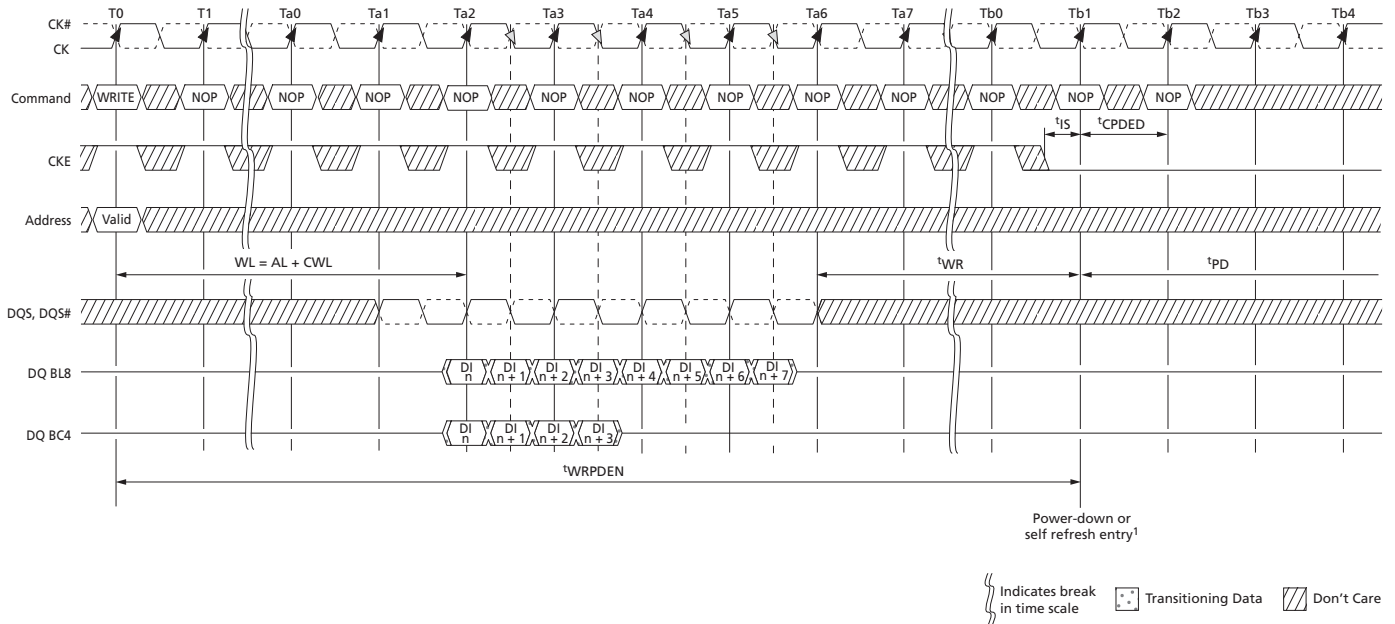 T0 T1 Ta0 Ta1 Ta2 Ta3 Ta4 Ta5 Ta6 Ta7 Tb0 Tb1 Tb2 Tb3 Tb4
CK#
CK
Command WRITE NOP NOP NOP NOP NOP NOP NOP NOP NOP NOP NOP NOP
tIS tCPDED
CKE
Address Valid
WL = AL + CWL tWR tPD
DQS, DQS#
DQ BL8 DI n DI n + 1 DI n + 2 DI n + 3 DI n + 4 DI n + 5 DI n + 6 DI n + 7
DQ BC4 DI n DI n + 1 DI n + 2 DI n + 3
tWRPDEN
Power-down or
self refresh entry1
Indicates break
in time scale
Transitioning Data
Don't Care